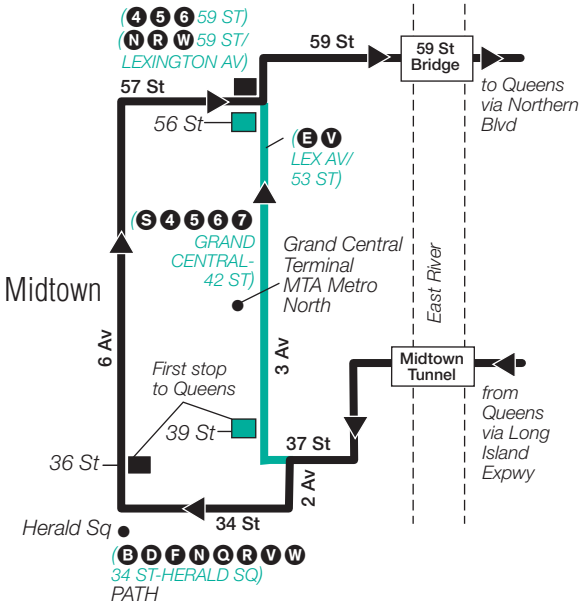 (4 5 6 59 ST)
(N R W 59 ST/
LEXINGTON AV)
59 St
59 St
Bridge
to Queens
via Northern
Blvd
57 St
56 St
(E V
LEX AV/
53 ST)
(S 4 5 6 7
GRAND
CENTRAL-
42 ST)
Grand Central
Terminal
MTA Metro
North
East River
Midtown
6 Av
3 Av
Midtown
Tunnel
from
Queens
via Long
Island
Expwy
First stop
to Queens
39 St
37 St
36 St
2 Av
34 St
Herald Sq
(B D F N Q R V W
34 ST-HERALD SQ)
PATH